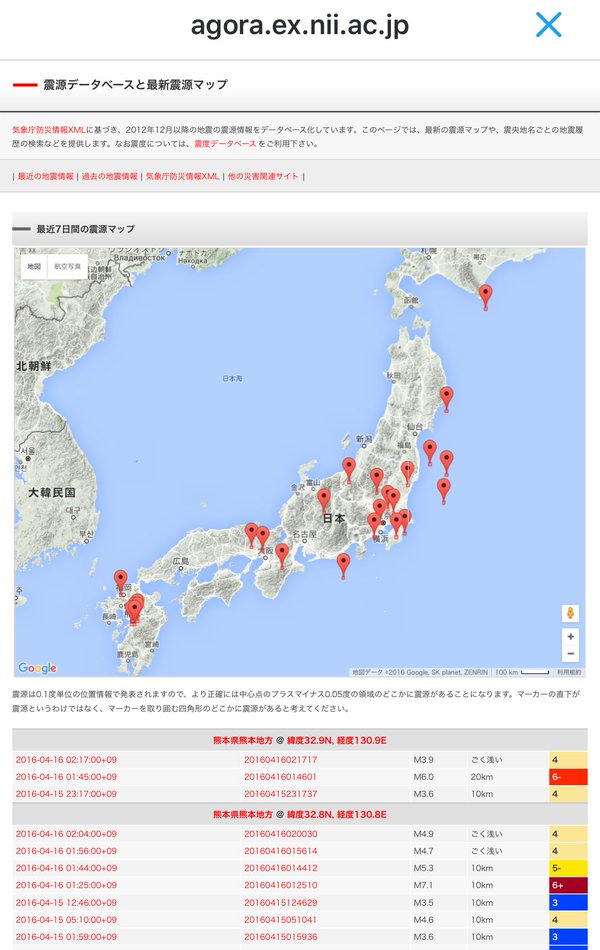 agora.ex.nii.ac.jp
震源データベースと最新震源マップ
気象庁防災情報XMLに基づき、2012年12月以降の地震の震源情報をデータベース化しています。このページでは、最新の震源マップや、震央地名ごとの地震履
歴の検索などを提供します。なお震度については、震度データベース をご利用下さい。
| 最近の地震情報 | 過去の地震情報 | 気象庁防災情報XML | 他の災害関連サイト |
最近7日間の震源マップ
地図 航空写真
Владивосток
Находка
札幌
帯広
函館
北朝鮮
秋田
日本海
仙台
新潟
福島
ソウル
仁川
大韓民国
金沢
富山
大邱
日本
横浜
名古屋
大阪
広島
福岡
長崎
宮崎
鹿児島
Google
地図データ ©2016 Google, SK planet, ZENRIN 100 km 利用規約
震源は0.1度単位の位置情報で発表されますので、より正確には中心点のプラスマイナス0.05度の領域のどこかに震源があることになります。マーカーの直下が
震源というわけではなく、マーカーを取り囲む四角形のどこかに震源があると考えてください。
熊本県熊本地方 @ 緯度32.9N, 経度130.9E
2016-04-16 02:17:00+09 20160416021717 M3.9 ごく浅い 4
2016-04-16 01:45:00+09 20160416014601 M6.0 20km 6-
2016-04-15 23:17:00+09 20160415231737 M3.6 10km 4
熊本県熊本地方 @ 緯度32.8N, 経度130.8E
2016-04-16 02:04:00+09 20160416020030 M4.9 ごく浅い 4
2016-04-16 01:56:00+09 20160416015614 M4.7 ごく浅い 4
2016-04-16 01:44:00+09 20160416014412 M5.3 10km 5-
2016-04-16 01:25:00+09 20160416012510 M7.1 10km 6+
2016-04-15 12:46:00+09 20160415124629 M3.5 10km 3
2016-04-15 05:10:00+09 20160415051041 M4.6 10km 4
2016-04-15 01:59:00+09 20160415015936 M3.6 10km 3